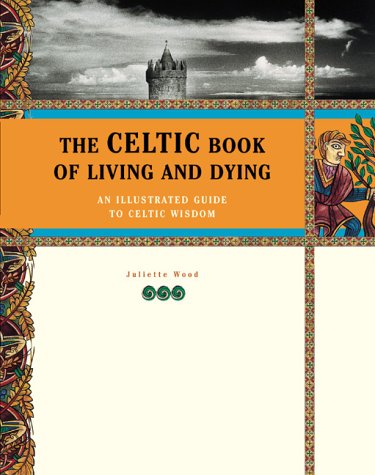 THE CELTIC BOOK
OF LIVING AND DYING
AN ILLUSTRATED GUIDE
TO CELTIC WISDOM
Juliette Wood